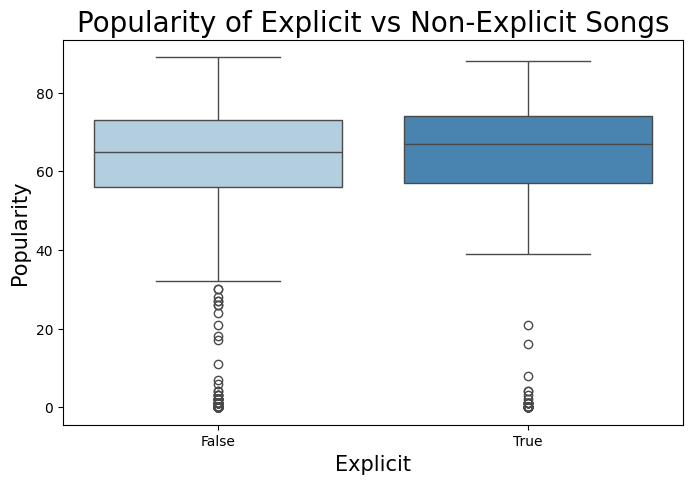 Popularity of Explicit vs Non-Explicit Songs
Popularity
80
60
40
20
0
False
True
Explicit